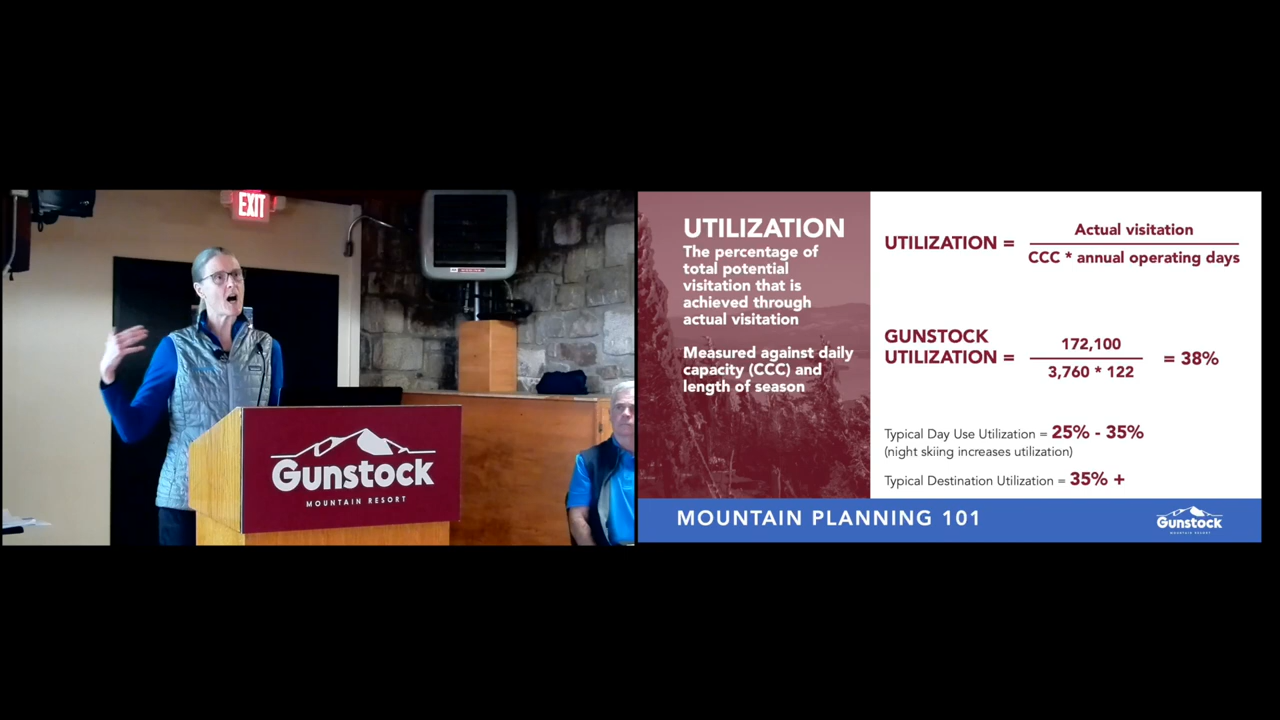 EXIT
Gunstock
MOUNTAIN RESORT
UTILIZATION
The percentage of
total potential
visitation that is
achieved through
actual visitation
Measured against daily
capacity (CCC) and
length of season
UTILIZATION = Actual visitation
CCC * annual operating days
GUNSTOCK
UTILIZATION = 172,100
3,760 * 122
= 38%
Typical Day Use Utilization = 25% - 35%
(night skiing increases utilization)
Typical Destination Utilization = 35% +
MOUNTAIN PLANNING 101
Gunstock
MOUNTAIN RESORT